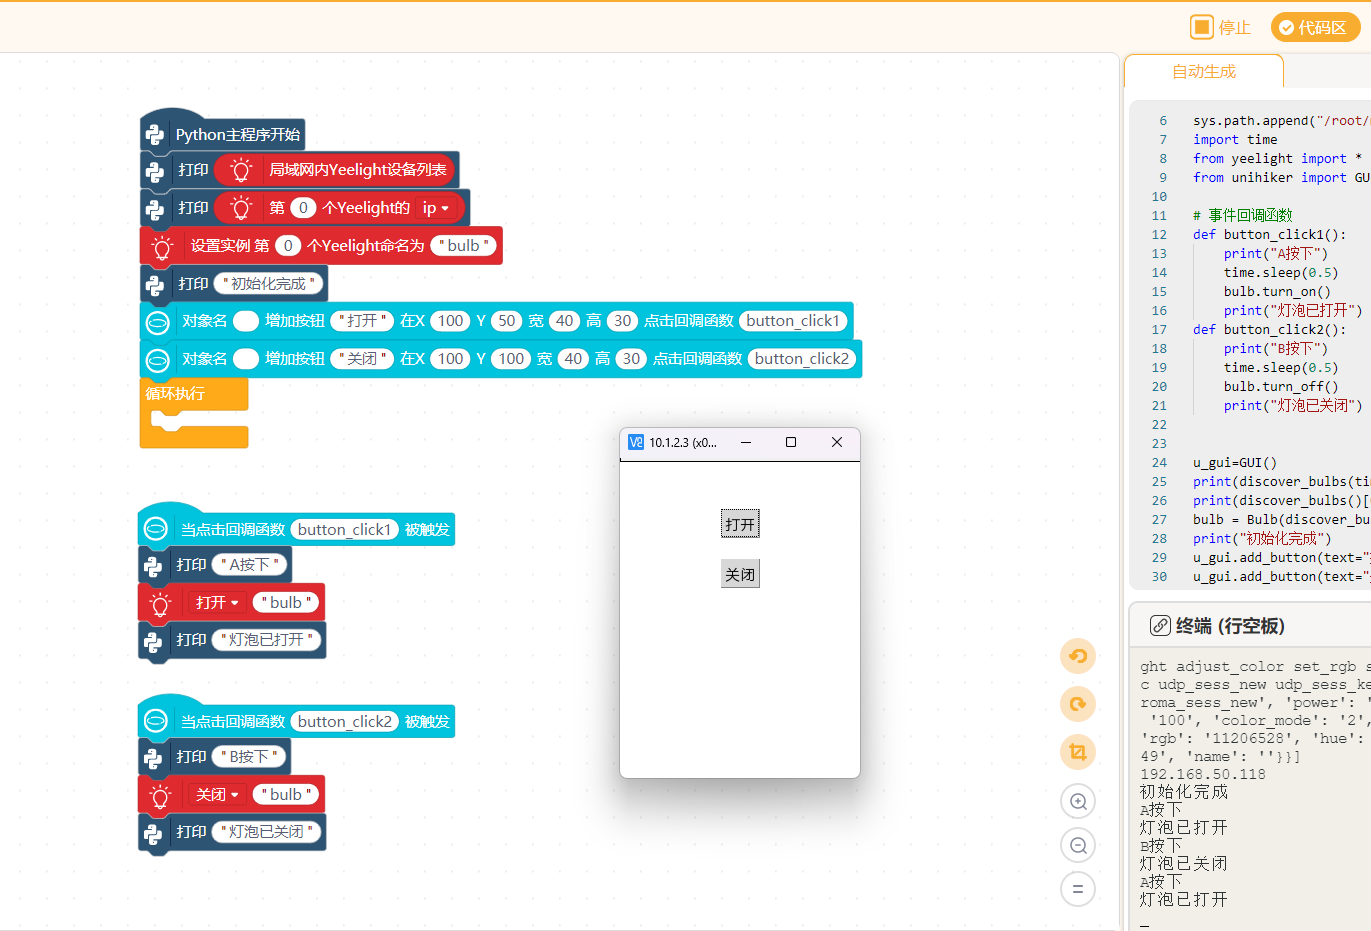 停止
代码区
自动生成
Python主程序开始
打印 局域网内Yeelight设备列表
打印 第 0 个Yeelight的 ip
设置实例 第 0 个Yeelight命名为 "bulb"
打印 "初始化完成"
对象名 增加按钮 "打开" 在X 100 Y 50 宽 40 高 30 点击回调函数 button_click1
对象名 增加按钮 "关闭" 在X 100 Y 100 宽 40 高 30 点击回调函数 button_click2
循环执行
当点击回调函数 button_click1 被触发
打印 "A按下"
打开 "bulb"
打印 "灯泡已打开"
当点击回调函数 button_click2 被触发
打印 "B按下"
关闭 "bulb"
打印 "灯泡已关闭"
10.1.2.3 (x0...
打开
关闭
6 sys.path.append("/root/
7 import time
8 from yeelight import *
9 from unihiker import GU
10
11 # 事件回调函数
12 def button_click1():
13 print("A按下")
14 time.sleep(0.5)
15 bulb.turn_on()
16 print("灯泡已打开")
17 def button_click2():
18 print("B按下")
19 time.sleep(0.5)
20 bulb.turn_off()
21 print("灯泡已关闭")
22
23
24 u_gui=GUI()
25 print(discover_bulbs(ti
26 print(discover_bulbs()[
27 bulb = Bulb(discover_bu
28 print("初始化完成")
29 u_gui.add_button(text="
30 u_gui.add_button(text="
终端 (行空板)
ght adjust_color set_rgb s
c udp_sess_new udp_sess_ke
roma_sess_new', 'power': '
'100', 'color_mode': '2',
'rgb': '11206528', 'hue':
49', 'name': ''}}]
192.168.50.118
初始化完成
A按下
灯泡已打开
B按下
灯泡已关闭
A按下
灯泡已打开
_